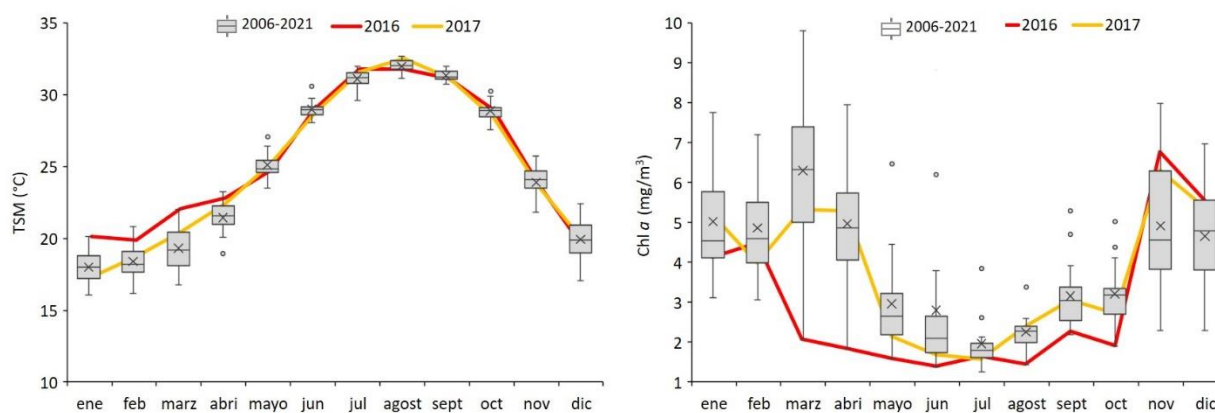 2006-2021 2016 2017
TSM (°C)
35
30
25
20
15
10
ene feb marz abri mayo jun jul agost sept oct nov dic
2006-2021 2016 2017
Chl a (mg/m³)
10
9
8
7
6
5
4
3
2
1
ene feb marz abri mayo jun jul agost sept oct nov dic